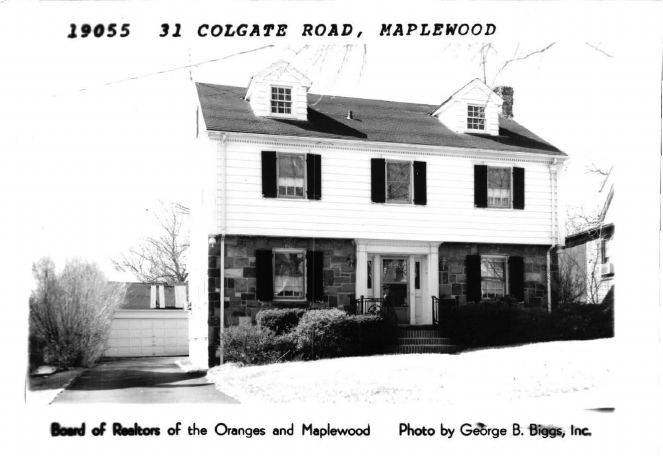 19055 31 COLGATE ROAD, MAPLEWOOD
Board of Realtors of the Oranges and Maplewood Photo by George B. Biggs, Inc.